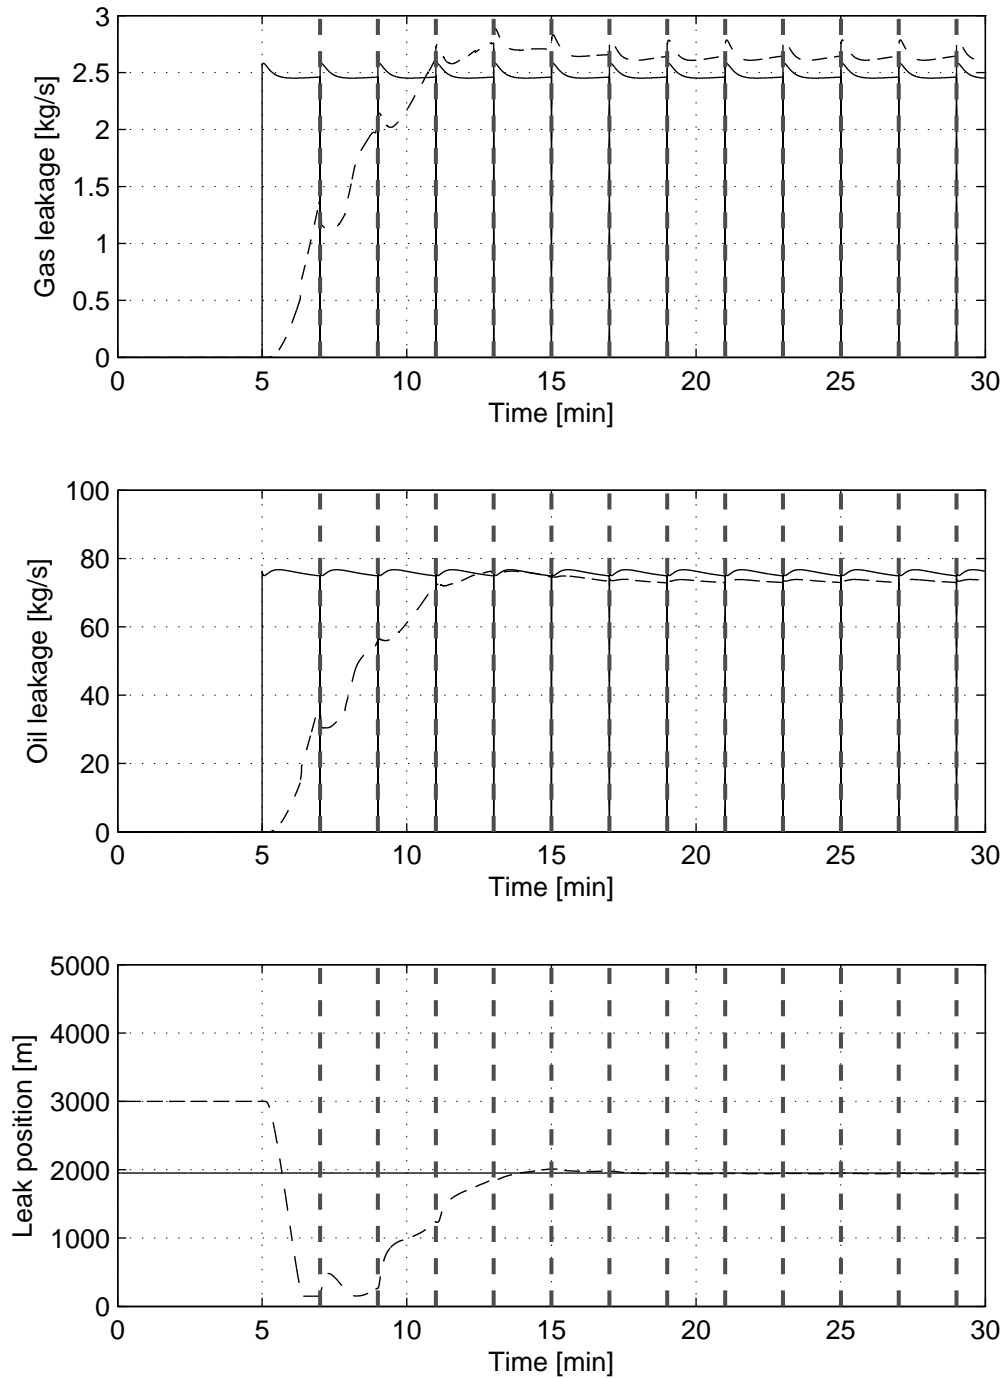 3
2.5
2
1.5
1
0.5
0
Gas leakage [kg/s]
0 5 10 15 20 25 30
Time [min]
100
80
60
40
20
0
Oil leakage [kg/s]
0 5 10 15 20 25 30
Time [min]
5000
4000
3000
2000
1000
0
Leak position [m]
0 5 10 15 20 25 30
Time [min]